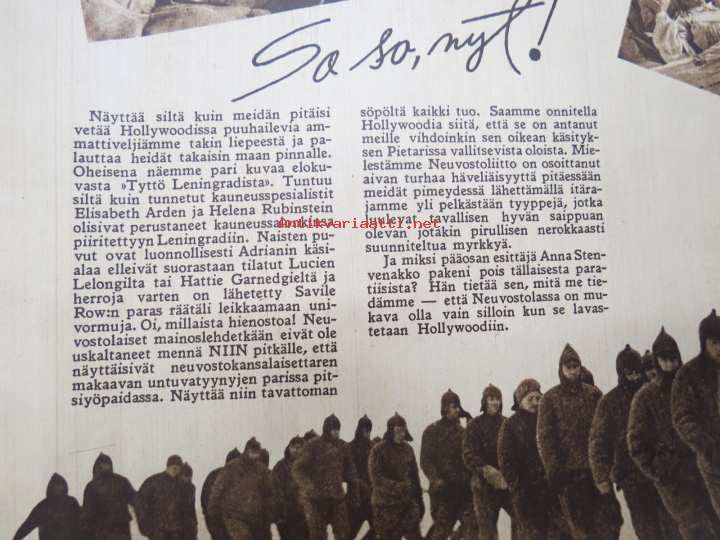 So so, nyt!
Näyttää siltä kuin meidän pitäisi
vetää Hollywoodissa puuhailevia am-
mattiveljiämme takin liepeestä ja pa-
lauttaa heidät takaisin maan pinnalle.
Oheisena näemme pari kuvaa eloku-
vasta »Tyttö Leningradista». Tuntuu
siltä kuin tunnetut kauneusspesialistit
Elisabeth Arden ja Helena Rubinstein
olisivat perustaneet kauneussalonkinsa
piiritettyyn Leningradiin. Naisten pu-
vut ovat luonnollisesti Adrianin käsi-
alaa elleivät suorastaan tilatut Lucien
Lelongilta tai Hattie Garnedgieltä ja
herroja varten on lähetetty Savile
Row:n paras räätäli leikkaamaan uni-
vormuja. Oi, millaista hienostoa! Neu-
vostolaiset mainoslehdetkään eivät ole
uskaltaneet mennä NIIN pitkälle, että
näyttäisivät neuvostokansalaisettaren
makaavan untuvatyynyjen parissa pit-
siyöpaidassa. Näyttää niin tavattoman
söpöltä kaikki tuo. Saamme onnitella
Hollywoodia siitä, että se on antanut
meille vihdoinkin sen oikean käsityk-
sen Pietarissa vallitsevista oloista. Mie-
lestämme Neuvostoliitto on osoittanut
aivan turhaa häveliäisyyttä pitäessään
meidät pimeydessä lähettämällä itära-
jamme yli pelkästään tyyppejä, jotka
luulevat tavallisen hyvän saippuan
olevan jotakin pirullisen nerokkaasti
suunniteltua myrkkyä.
Ja miksi pääosan esittäjä Anna Sten-
venakko pakeni pois tällaisesta para-
tiisista? Hän tietää sen, mitä me tie-
dämme — että Neuvostolassa on mu-
kava olla vain silloin kun se lavas-
tetaan Hollywoodiin.
Antikvariaatti.net